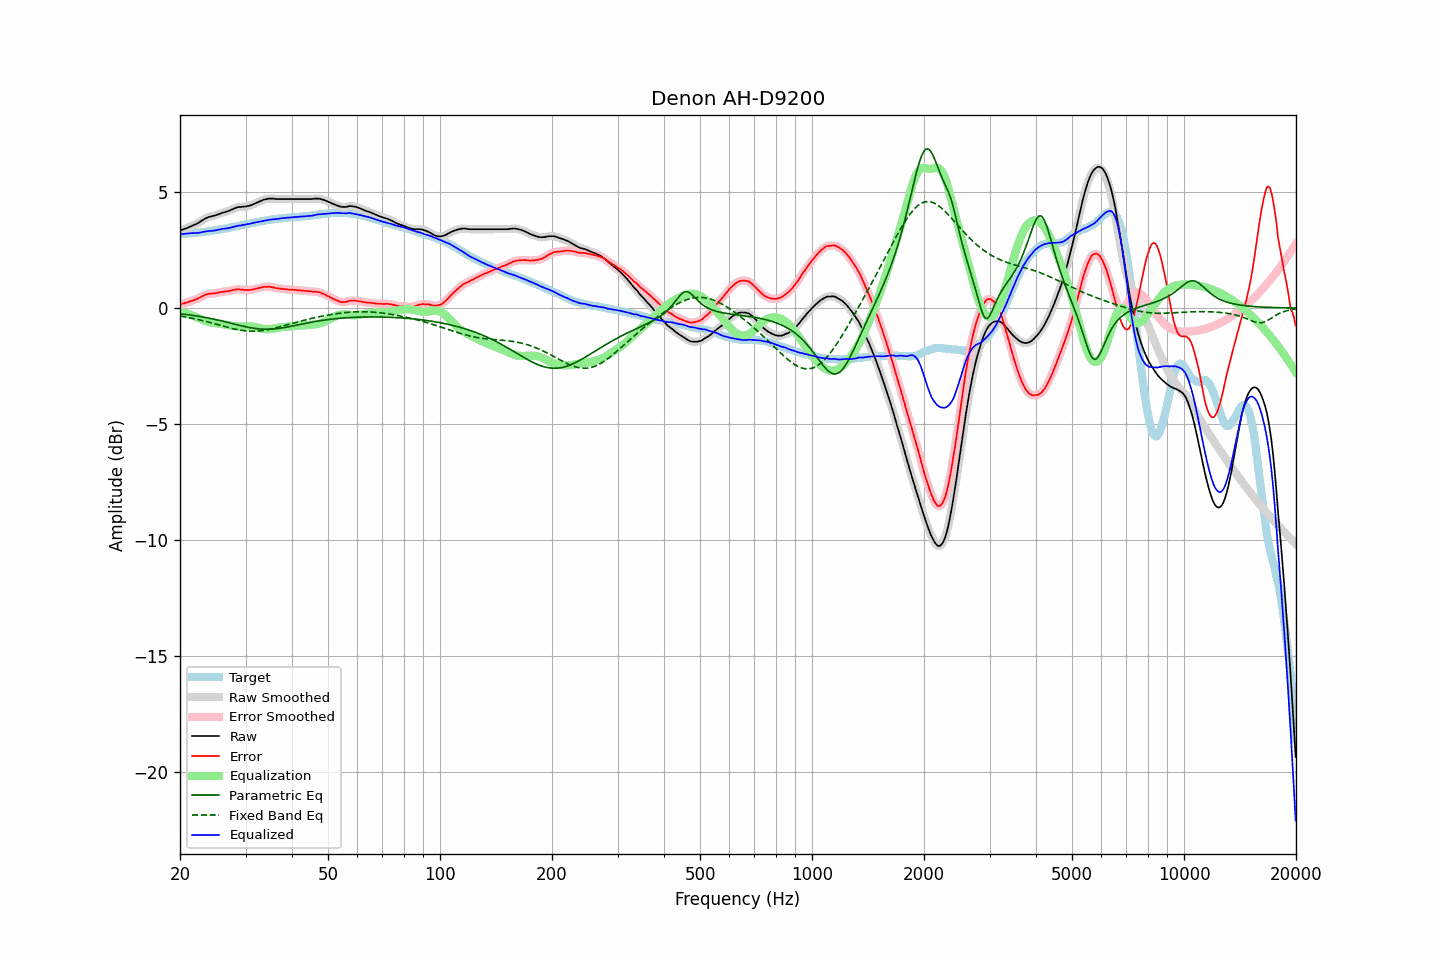 Denon AH-D9200
Amplitude (dBr)
5
0
−5
−10
−15
−20
Target
Raw Smoothed
Error Smoothed
Raw
Error
Equalization
Parametric Eq
Fixed Band Eq
Equalized
20 50 100 200 500 1000 2000 5000 10000 20000
Frequency (Hz)